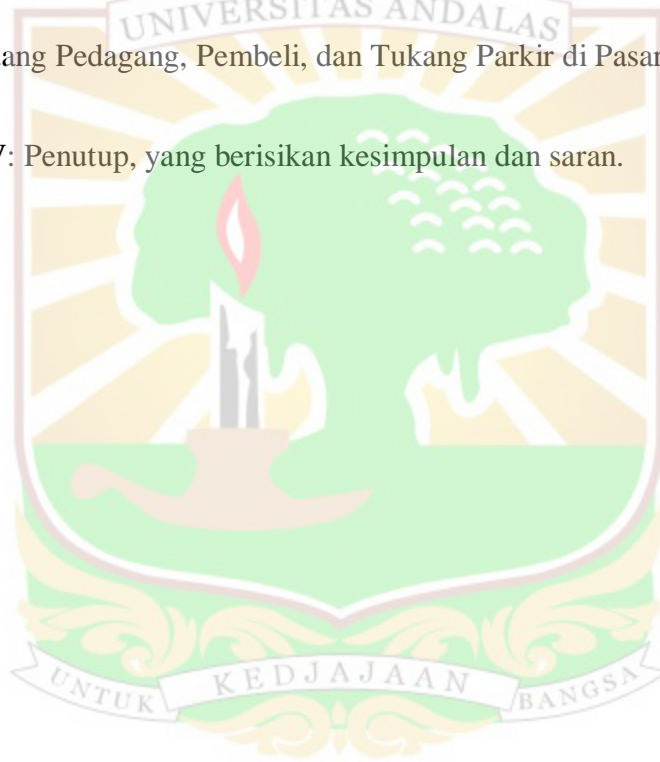 UNIVERSITAS ANDALAS
ang Pedagang, Pembeli, dan Tukang Parkir di Pasar
: Penutup, yang berisikan kesimpulan dan saran.
UNTUK KEDJAJAAN BANGSA